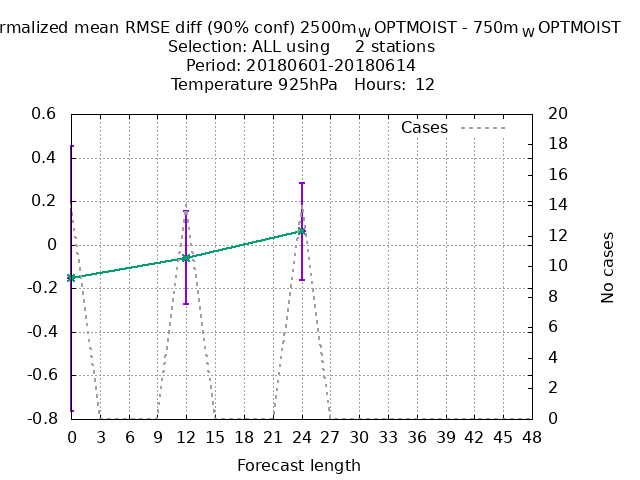 rmalized mean RMSE diff (90% conf) 2500m W OPTMOIST - 750m W OPTMOIST
Selection: ALL using 2 stations
Period: 20180601-20180614
Temperature 925hPa Hours: 12
Cases
0.6
0.4
0.2
0
-0.2
-0.4
-0.6
-0.8
20
18
16
14
12
10
8
6
4
2
0
No cases
0 3 6 9 12 15 18 21 24 27 30 33 36 39 42 45 48
Forecast length